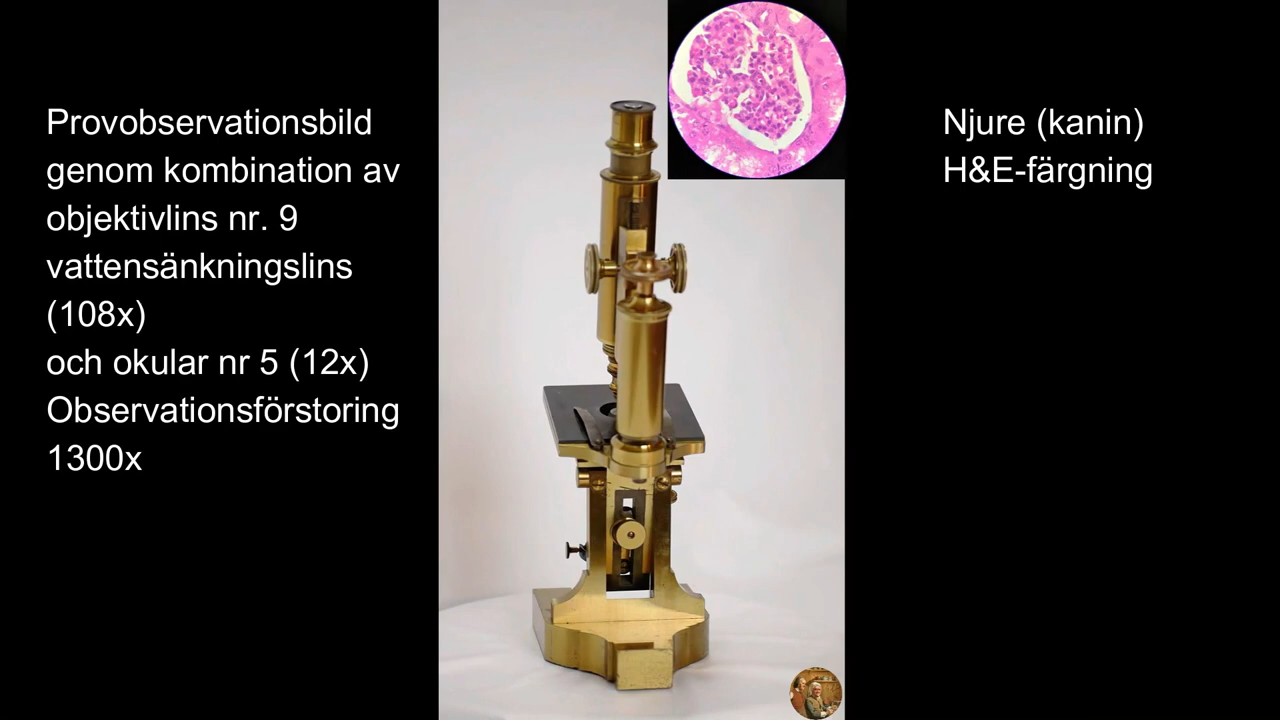 Provobservationsbild
genom kombination av
objektivlins nr. 9
vattensänkningslins
(108x)
och okular nr 5 (12x)
Observationsförstoring
1300x
Njure (kanin)
H&E-färgning